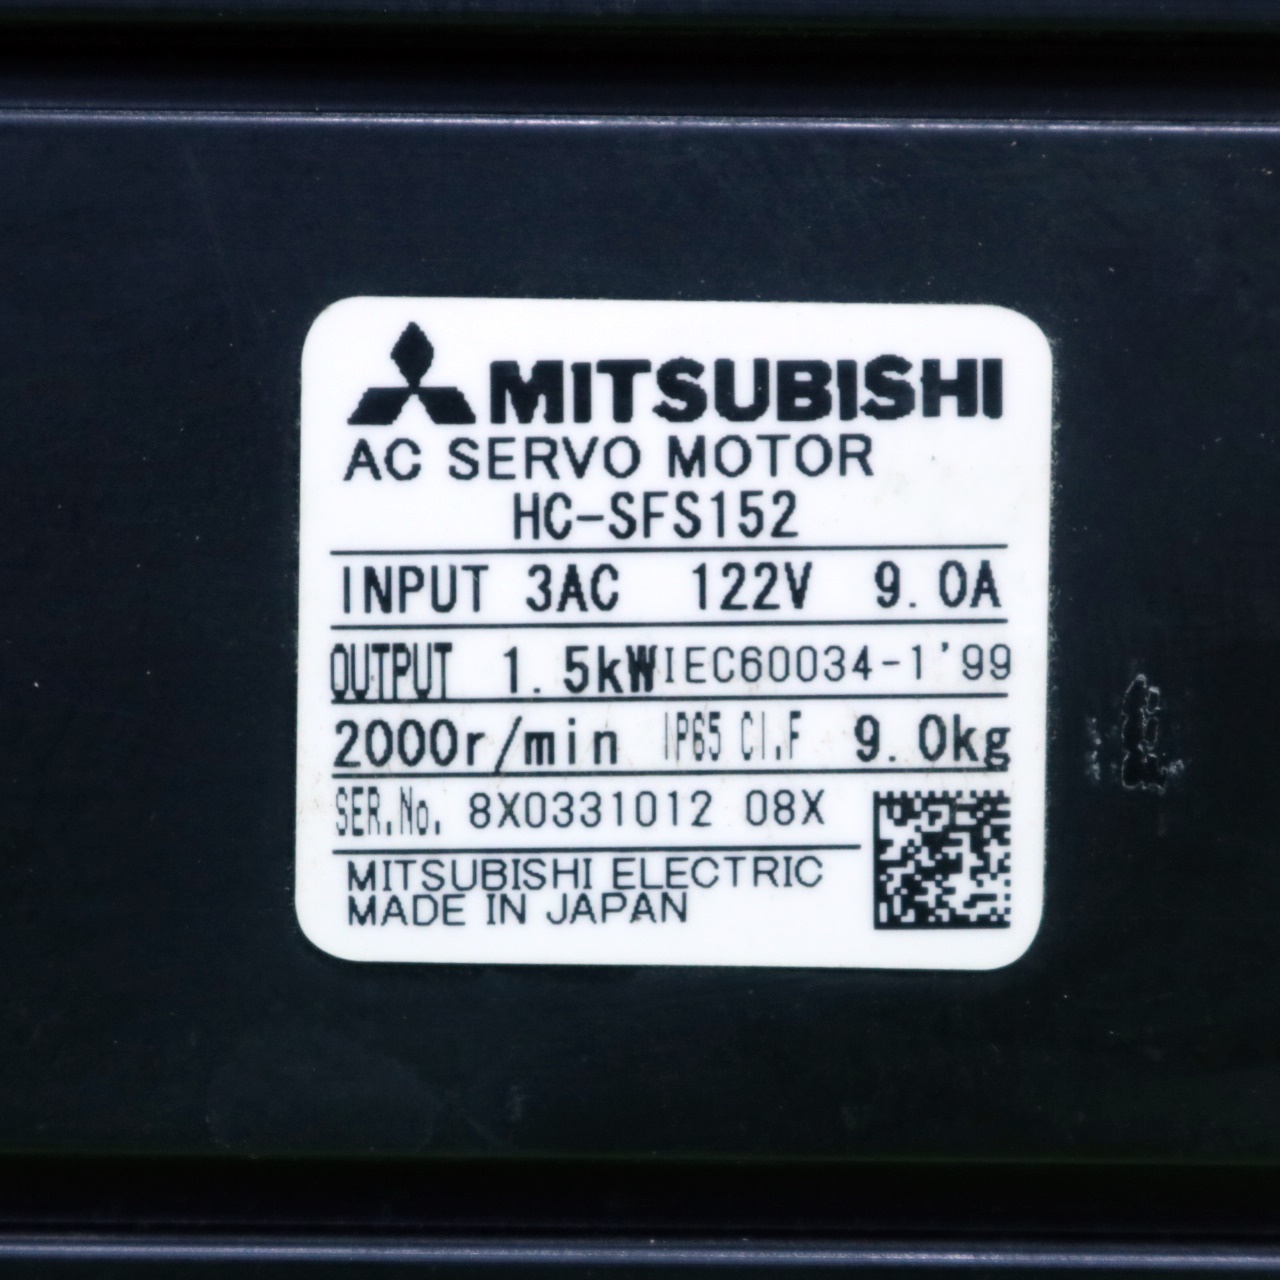 MITSUBISHI
AC SERVO MOTOR
HC-SFS152
INPUT 3AC 122V 9.0A
OUTPUT 1.5kW IEC60034-1'99
2000r/min IP65 CI.F 9.0kg
SER.No. 8X0331012 08X
MITSUBISHI ELECTRIC
MADE IN JAPAN